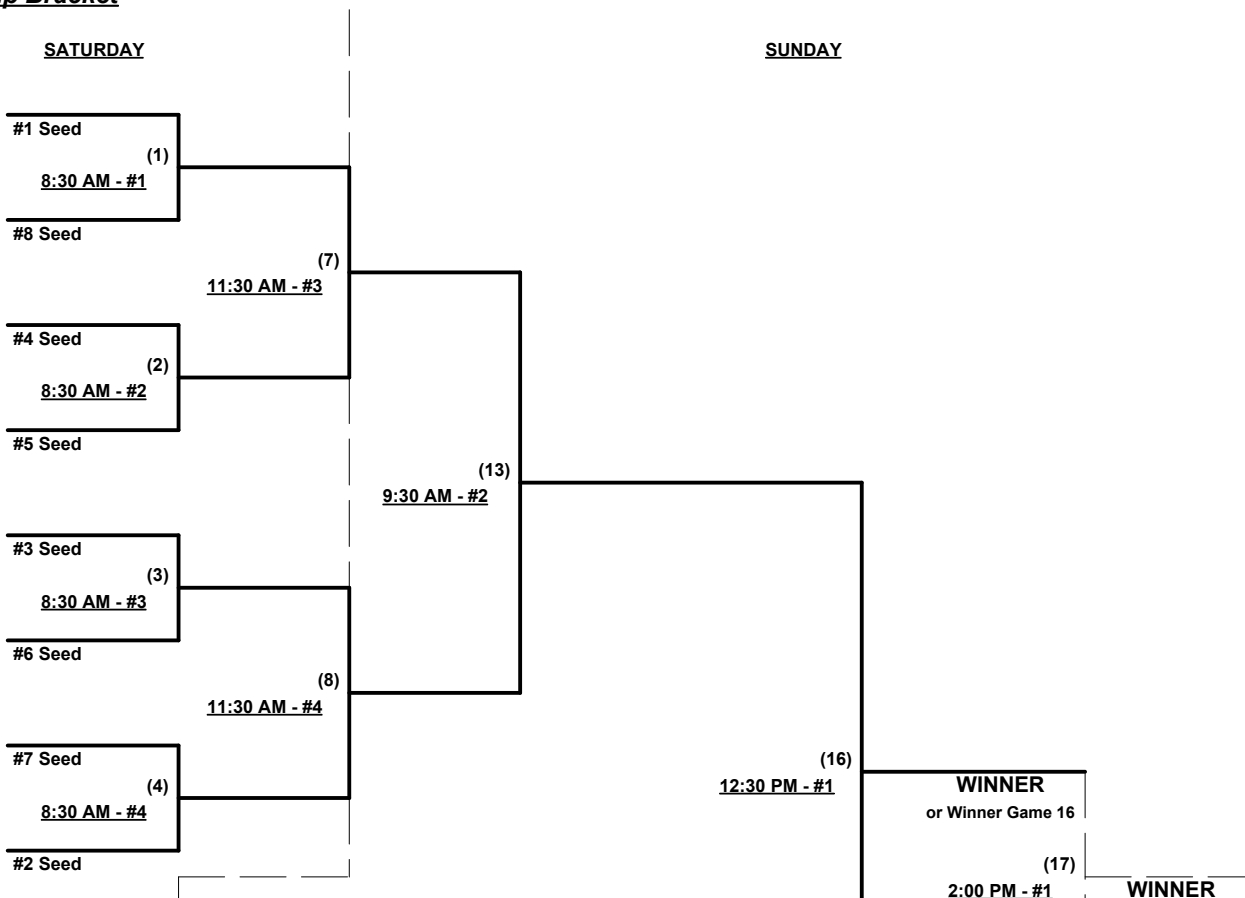 Bracket
SATURDAY
SUNDAY
#1 Seed
(1)
8:30 AM - #1
#8 Seed
(7)
11:30 AM - #3
#4 Seed
(2)
8:30 AM - #2
#5 Seed
(13)
9:30 AM - #2
#3 Seed
(3)
8:30 AM - #3
#6 Seed
(8)
11:30 AM - #4
#7 Seed
(4)
8:30 AM - #4
#2 Seed
(16)
12:30 PM - #1
WINNER
or Winner Game 16
(17)
2:00 PM - #1
WINNER